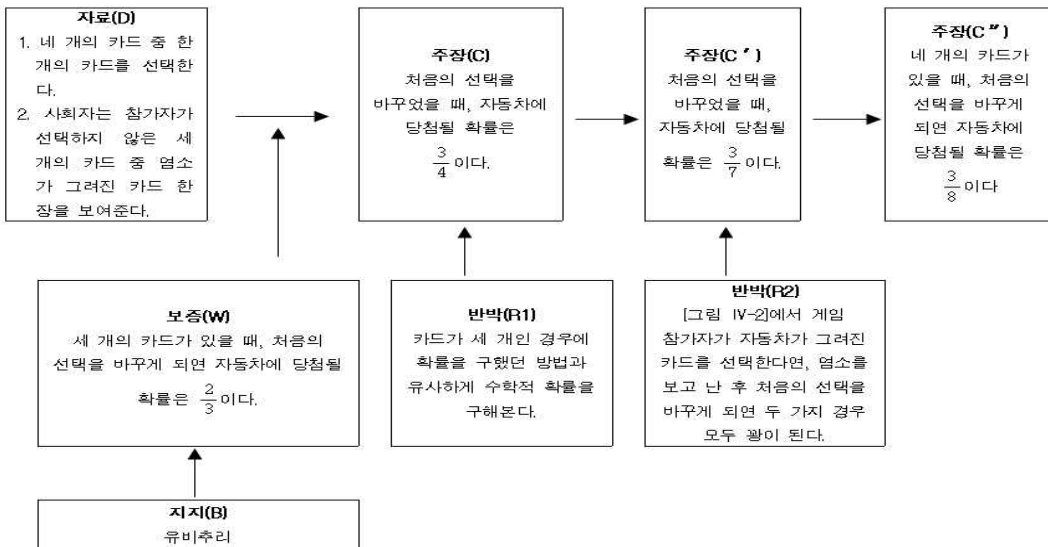 자료(D)
1. 네 개의 카드 중 한
개의 카드를 선택한
다.
2. 사회자는 참가자가
선택하지 않은 세
개의 카드 중 염소
가 그려진 카드 한
장을 보여준다.
주장(C)
처음의 선택을
바꾸었을 때, 자동차에
당첨될 확률은
3/4 이다.
주장(C ′)
처음의 선택을
바꾸었을 때,
자동차에 당첨될
확률은 3/7 이다.
주장(C ″)
네 개의 카드가
있을 때, 처음의
선택을 바꾸게
되면 자동차에
당첨될 확률은
3/8 이다
보증(W)
세 개의 카드가 있을 때, 처음의
선택을 바꾸게 되면 자동차에 당첨될
확률은 2/3 이다.
반박(R1)
카드가 세 개인 경우에
확률을 구했던 방법과
유사하게 수학적 확률을
구해본다.
반박(R2)
[그림 Ⅳ-2]에서 게임
참가자가 자동차가 그려진
카드를 선택한다면, 염소를
보고 난 후 처음의 선택을
바꾸게 되면 두 가지 경우
모두 꽝이 된다.
지지(B)
유비추리